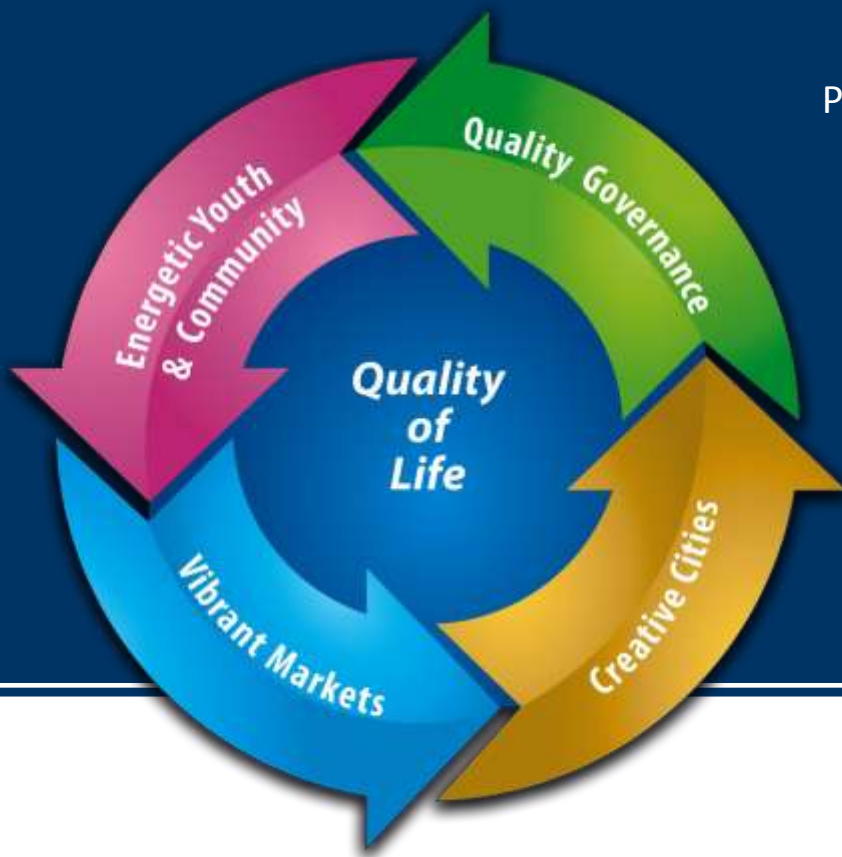 P
Quality Governance
Energetic Youth
& Community
Quality
of
Life
Vibrant Markets
Creative Cities